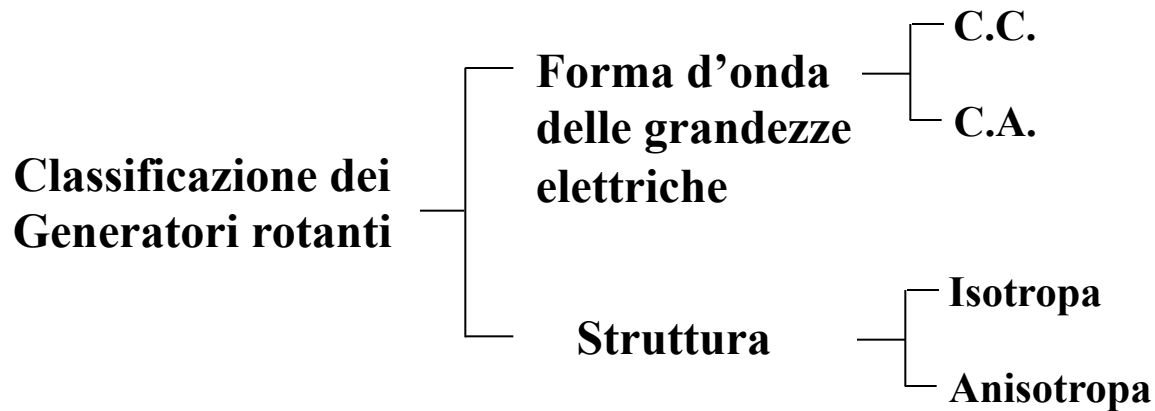 Classificazione dei
Generatori rotanti
Forma d’onda
delle grandezze
elettriche
C.C.
C.A.
Struttura
Isotropa
Anisotropa